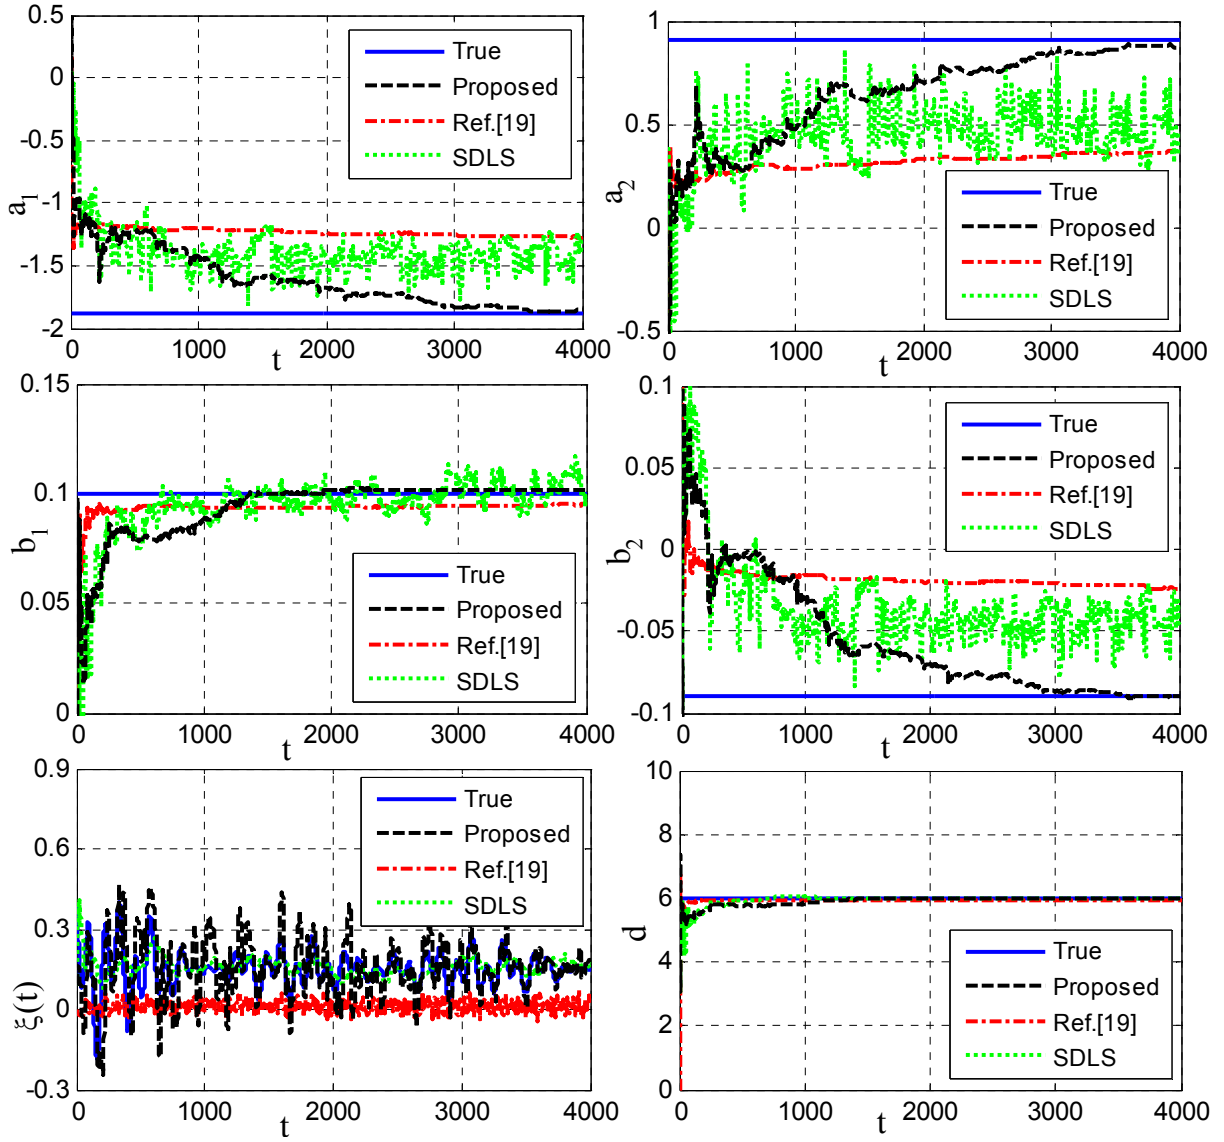 0.5
0
-0.5
-1
-1.5
-2
a1
0
1000
2000
3000
4000
t
True
Proposed
Ref.[19]
SDLS
1
0.5
0
-0.5
a2
0
1000
2000
3000
4000
t
True
Proposed
Ref.[19]
SDLS
0.15
0.1
0.05
0
b1
0
1000
2000
3000
4000
t
True
Proposed
Ref.[19]
SDLS
0.1
0.05
0
-0.05
-0.1
b2
0
1000
2000
3000
4000
t
True
Proposed
Ref.[19]
SDLS
0.9
0.6
0.3
0
-0.3
ξ(t)
0
1000
2000
3000
4000
t
True
Proposed
Ref.[19]
SDLS
10
8
6
4
2
0
d
0
1000
2000
3000
4000
t
True
Proposed
Ref.[19]
SDLS